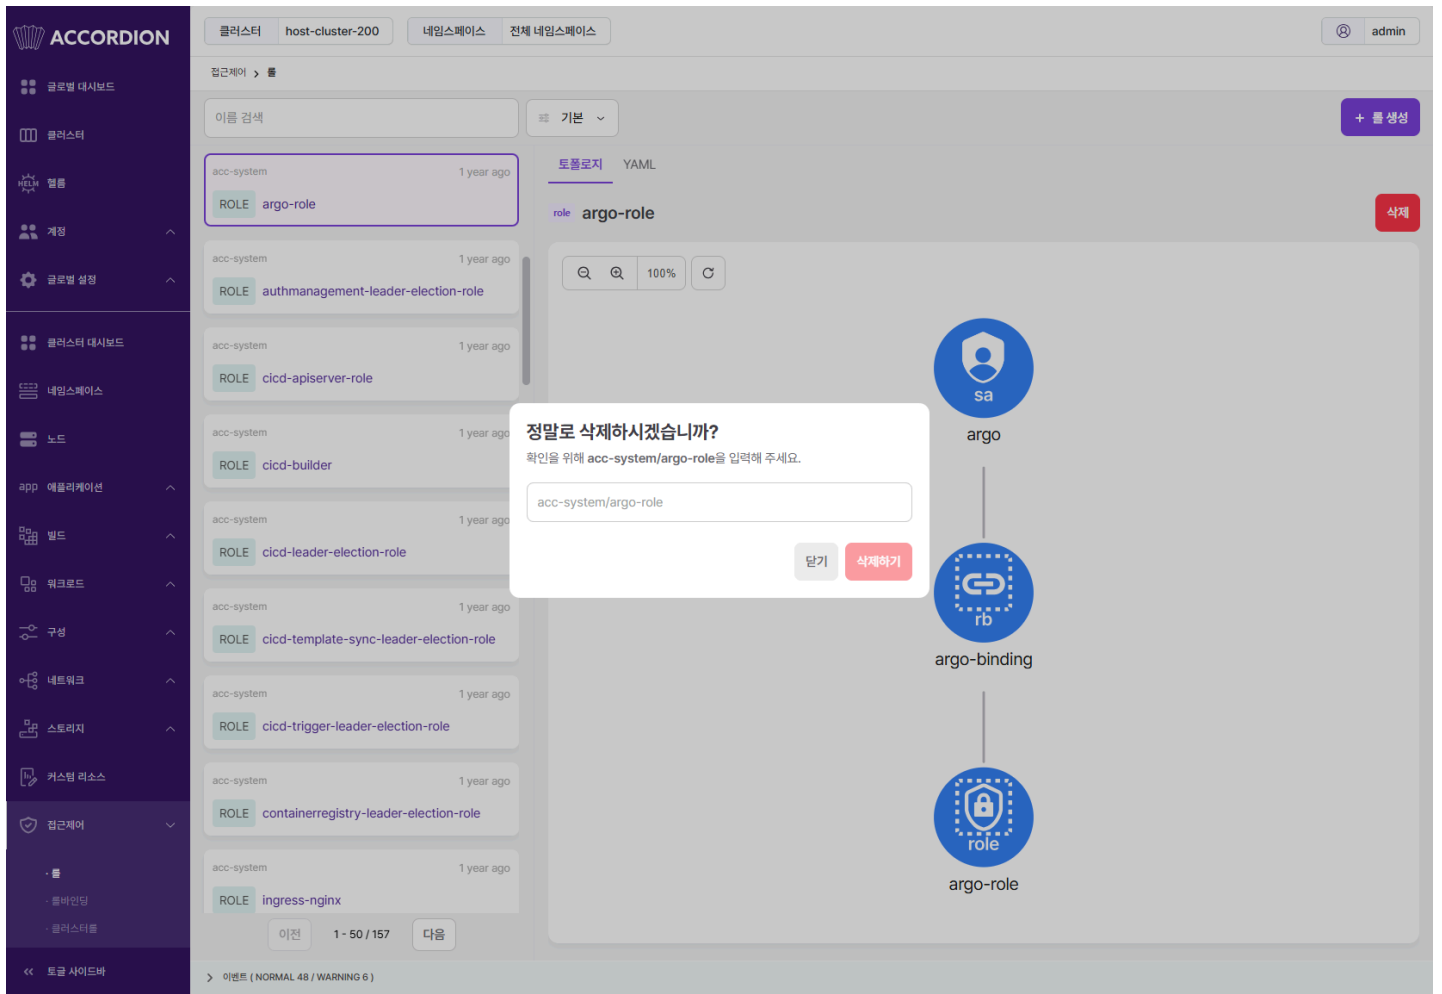 ACCORDION
글로벌 대시보드
클러스터
HELM 헬름
계정
글로벌 설정
클러스터 대시보드
네임스페이스
노드
app 애플리케이션
빌드
워크로드
구성
네트워크
스토리지
커스텀 리소스
접근제어
· 롤
· 롤바인딩
· 클러스터롤
토글 사이드바
클러스터 host-cluster-200 네임스페이스 전체 네임스페이스
admin
접근제어 > 롤
이름 검색
기본
+ 롤 생성
acc-system 1 year ago
ROLE argo-role
acc-system 1 year ago
ROLE authmanagement-leader-election-role
acc-system 1 year ago
ROLE cicd-apiserver-role
acc-system 1 year ago
ROLE cicd-builder
acc-system 1 year ago
ROLE cicd-leader-election-role
acc-system 1 year ago
ROLE cicd-template-sync-leader-election-role
acc-system 1 year ago
ROLE cicd-trigger-leader-election-role
acc-system 1 year ago
ROLE containerregistry-leader-election-role
acc-system 1 year ago
ROLE ingress-nginx
이전 1 - 50 / 157 다음
토폴로지 YAML
role argo-role
삭제
100%
sa
argo
rb
argo-binding
role
argo-role
정말로 삭제하시겠습니까?
확인을 위해 acc-system/argo-role을 입력해 주세요.
acc-system/argo-role
닫기 삭제하기
이벤트 ( NORMAL 48 / WARNING 6 )